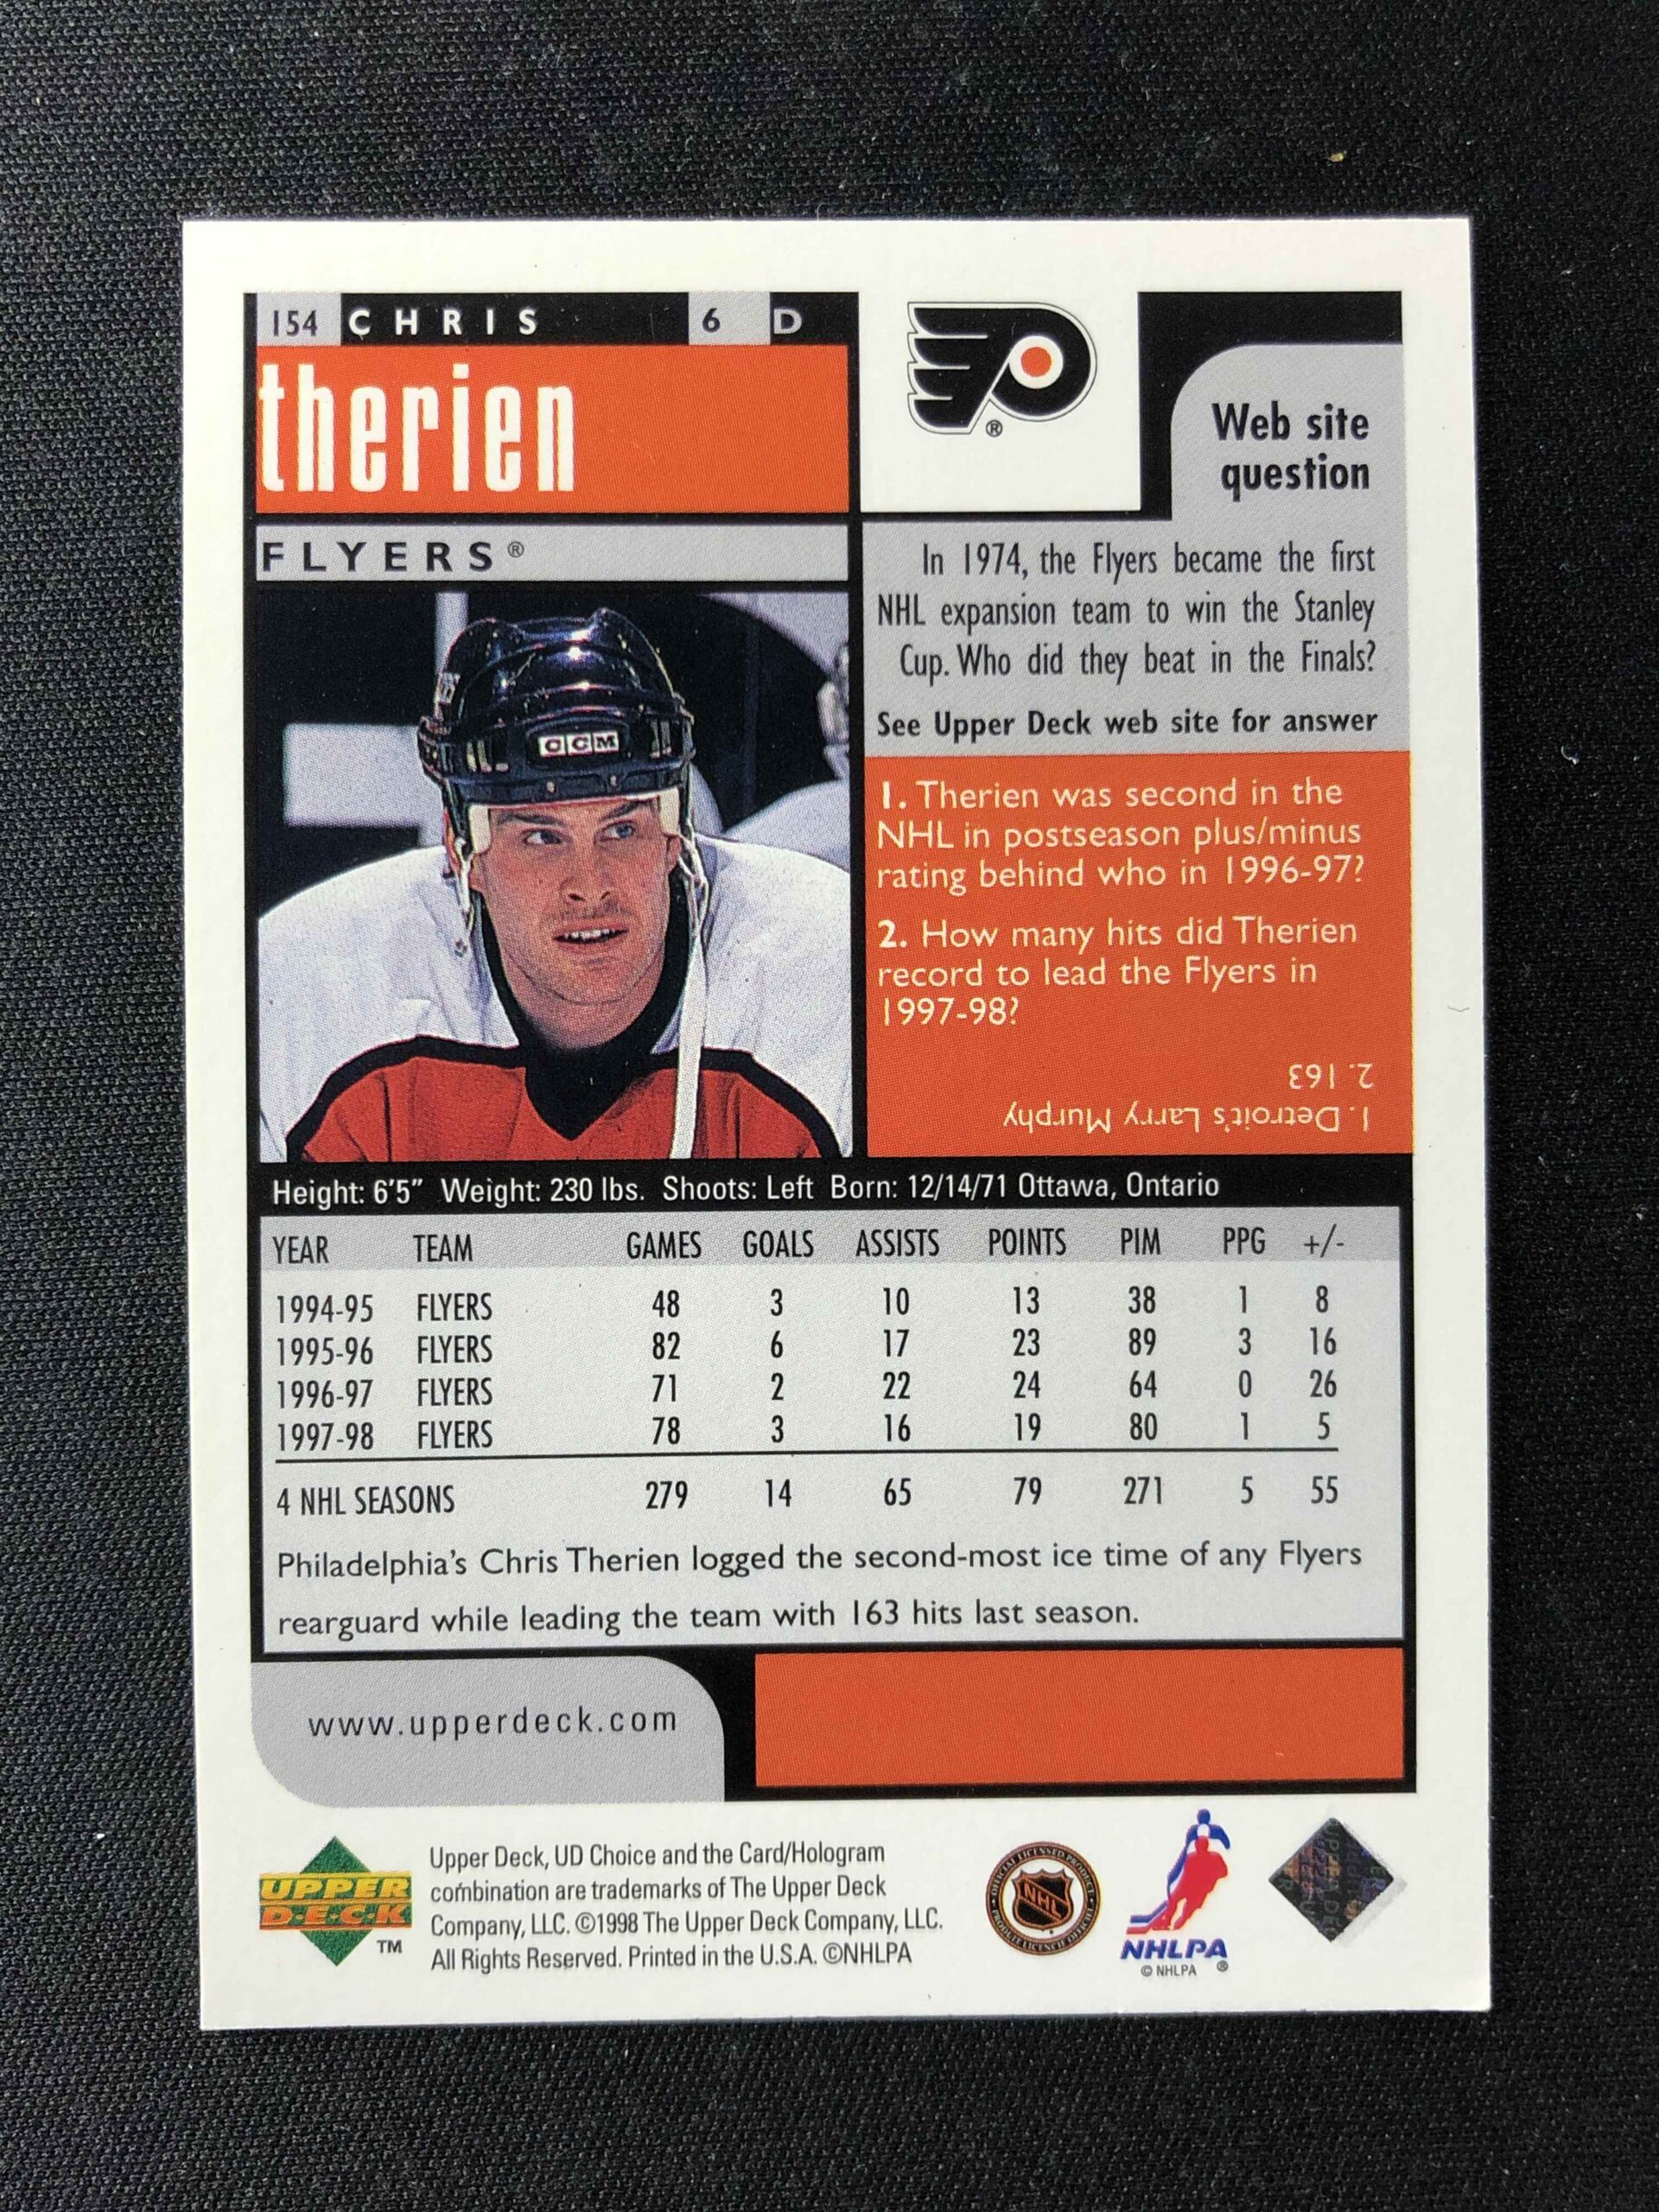 154 CHRIS 6 D
therien
FLYERS®
®
Web site
question
In 1974, the Flyers became the first
NHL expansion team to win the Stanley
Cup. Who did they beat in the Finals?
See Upper Deck web site for answer
1. Therien was second in the
NHL in postseason plus/minus
rating behind who in 1996-97?
2. How many hits did Therien
record to lead the Flyers in
1997-98?
1. Detroit's Larry Murphy
2. 163
CCM
Height: 6'5" Weight: 230 lbs. Shoots: Left Born: 12/14/71 Ottawa, Ontario
YEAR TEAM GAMES GOALS ASSISTS POINTS PIM PPG +/-
1994-95 FLYERS 48 3 10 13 38 1 8
1995-96 FLYERS 82 6 17 23 89 3 16
1996-97 FLYERS 71 2 22 24 64 0 26
1997-98 FLYERS 78 3 16 19 80 1 5
4 NHL SEASONS 279 14 65 79 271 5 55
Philadelphia's Chris Therien logged the second-most ice time of any Flyers
rearguard while leading the team with 163 hits last season.
www.upperdeck.com
UPPER
DECK
™
Upper Deck, UD Choice and the Card/Hologram
combination are trademarks of The Upper Deck
Company, LLC. ©1998 The Upper Deck Company, LLC.
All Rights Reserved. Printed in the U.S.A. ©NHLPA
OFFICIAL LICENSED PRODUCT
NHL
NHLPA
© NHLPA ®